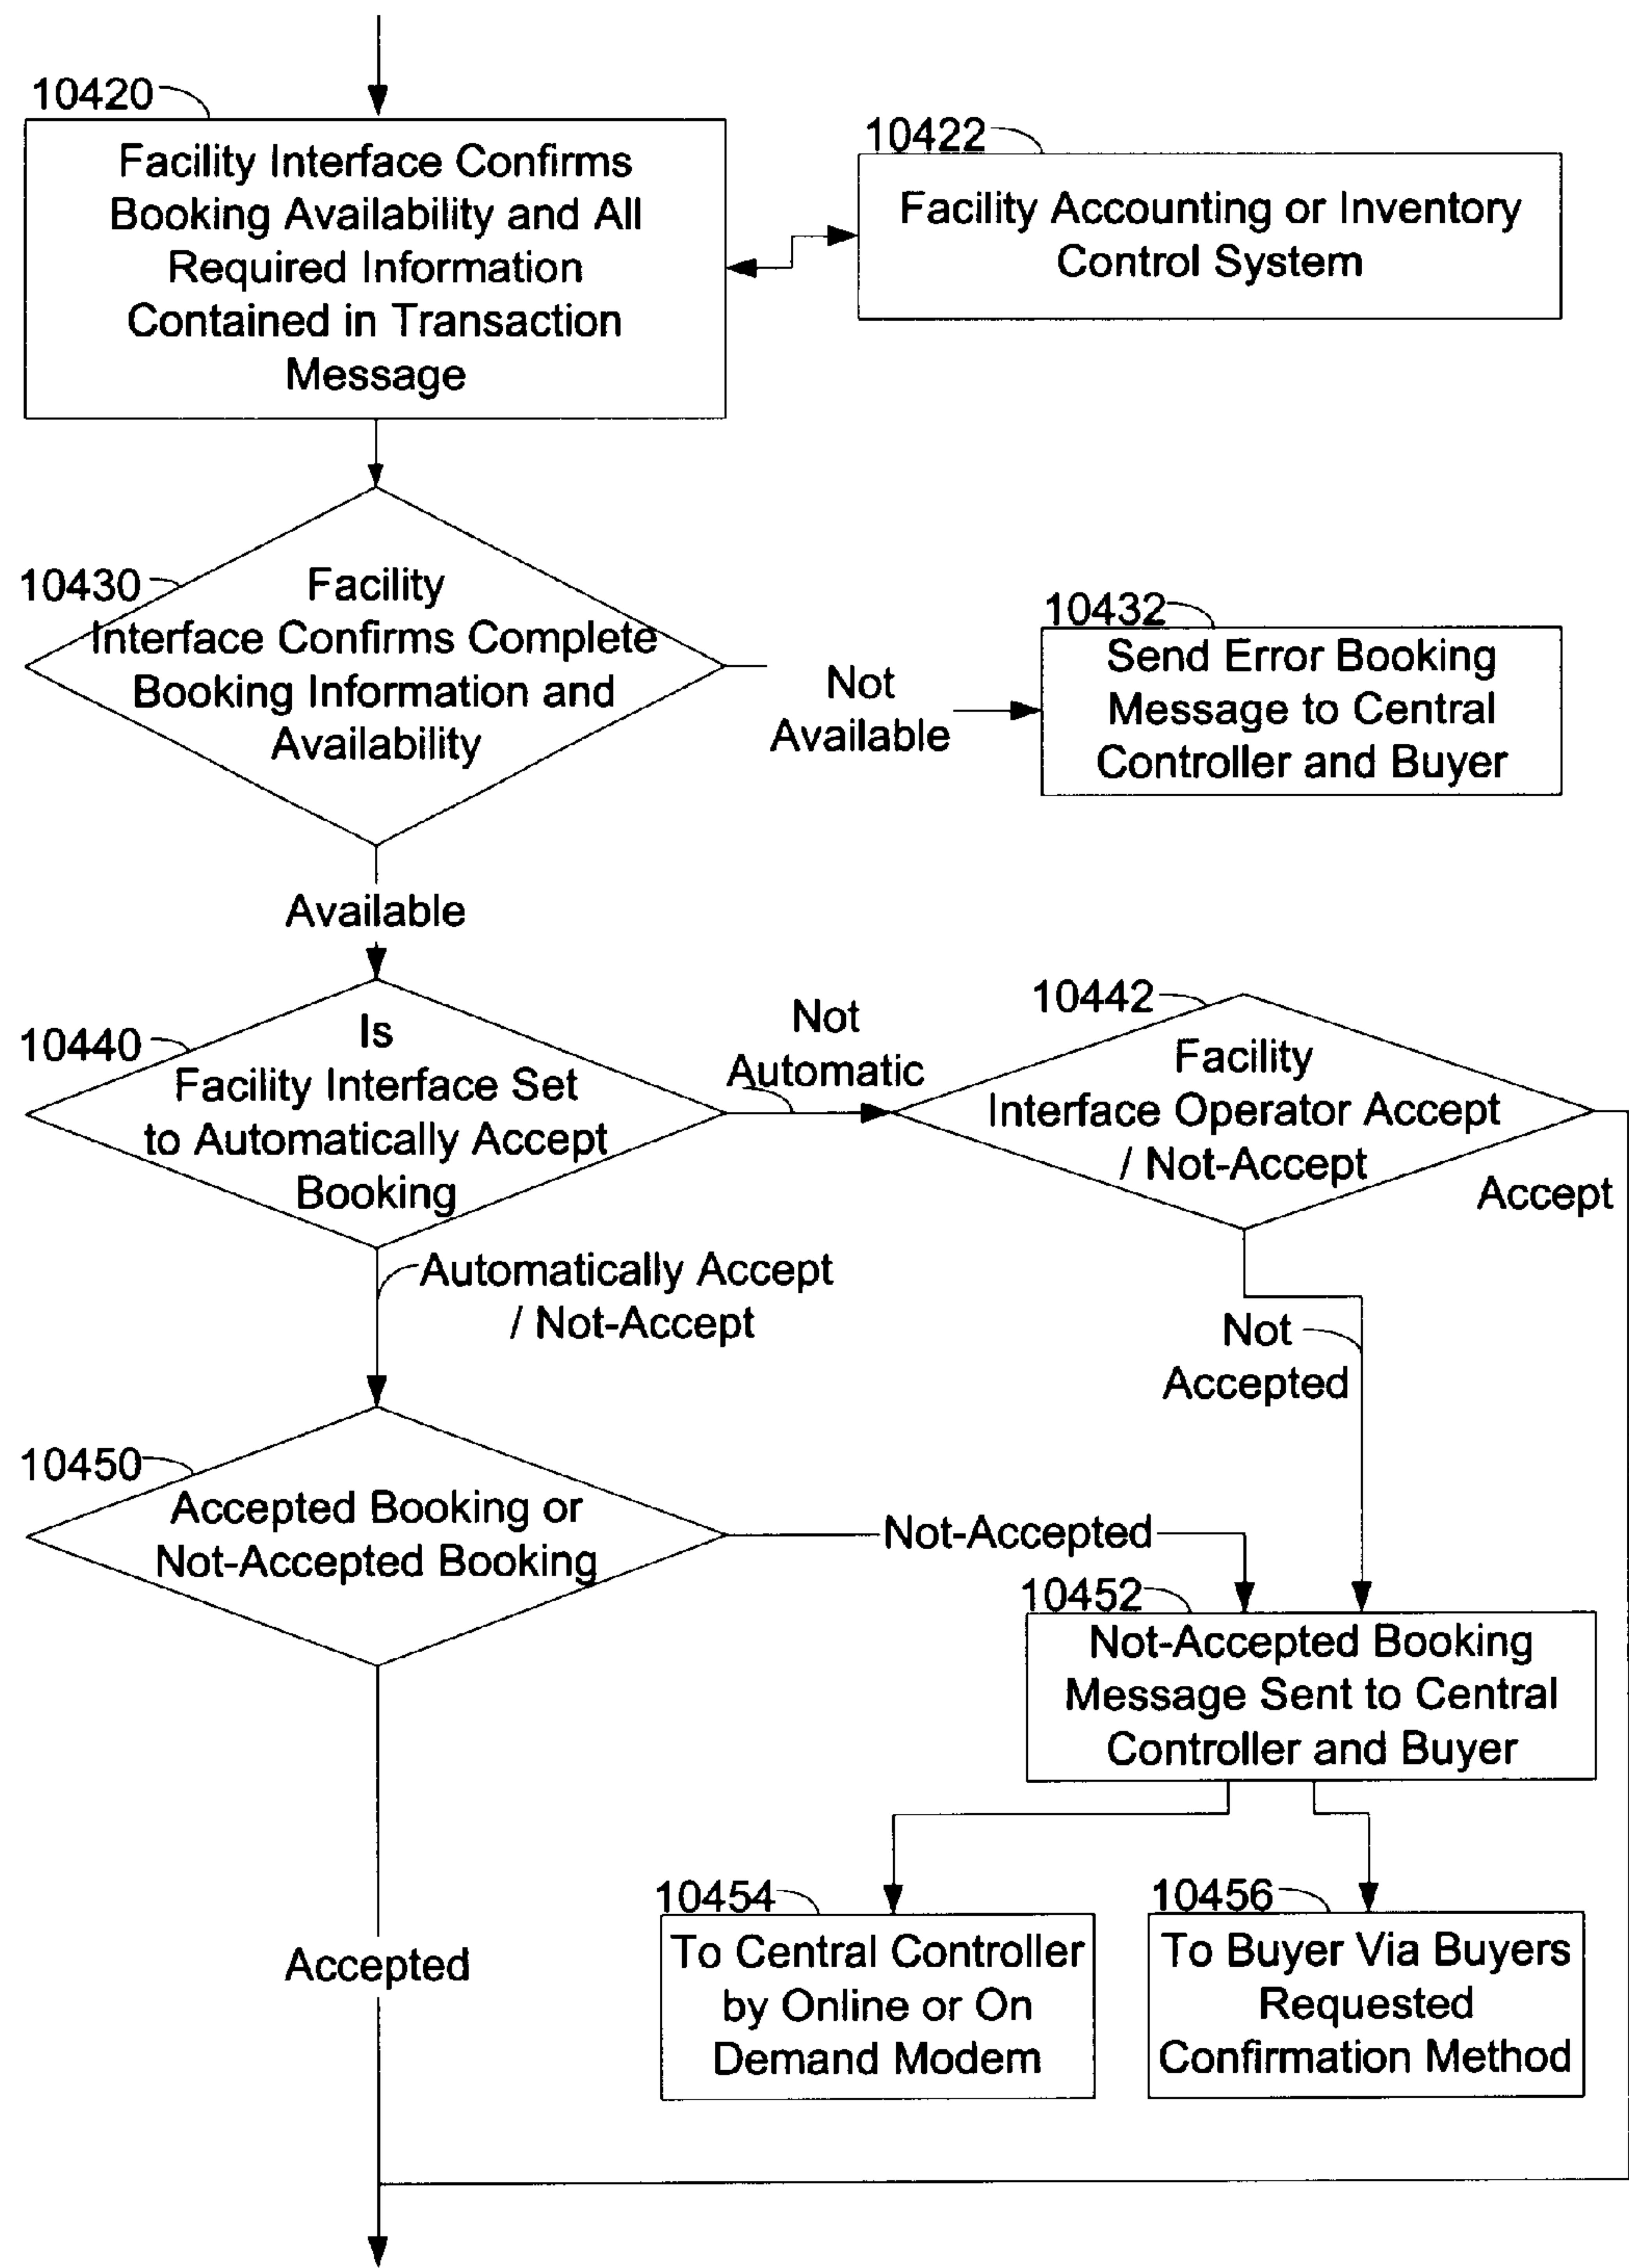 10420
Facility Interface Confirms
Booking Availability and All
Required Information
Contained in Transaction
Message
10422
Facility Accounting or Inventory
Control System
10430
Facility
Interface Confirms Complete
Booking Information and
Availability
Not
Available
10432
Send Error Booking
Message to Central
Controller and Buyer
Available
10440
Is
Facility Interface Set
to Automatically Accept
Booking
Not
Automatic
10442
Facility
Interface Operator Accept
/ Not-Accept
Accept
Automatically Accept
/ Not-Accept
Not
Accepted
10450
Accepted Booking or
Not-Accepted Booking
Not-Accepted
10452
Not-Accepted Booking
Message Sent to Central
Controller and Buyer
10454
To Central Controller
by Online or On
Demand Modem
10456
To Buyer Via Buyers
Requested
Confirmation Method
Accepted